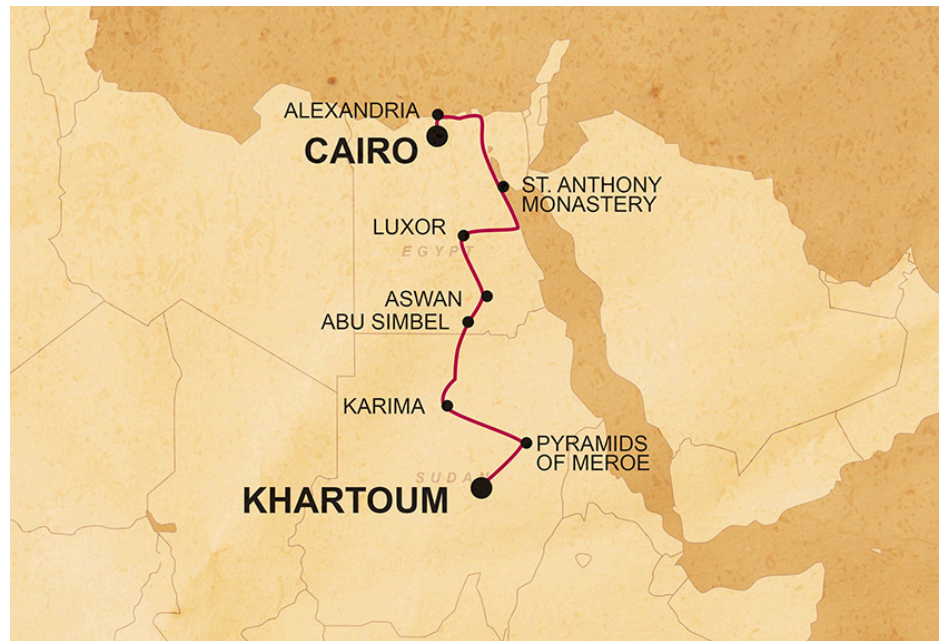 ALEXANDRIA
CAIRO
ST. ANTHONY
MONASTERY
LUXOR
EGYPT
ASWAN
ABU SIMBEL
KARIMA
PYRAMIDS
OF MEROE
SUDAN
KHARTOUM